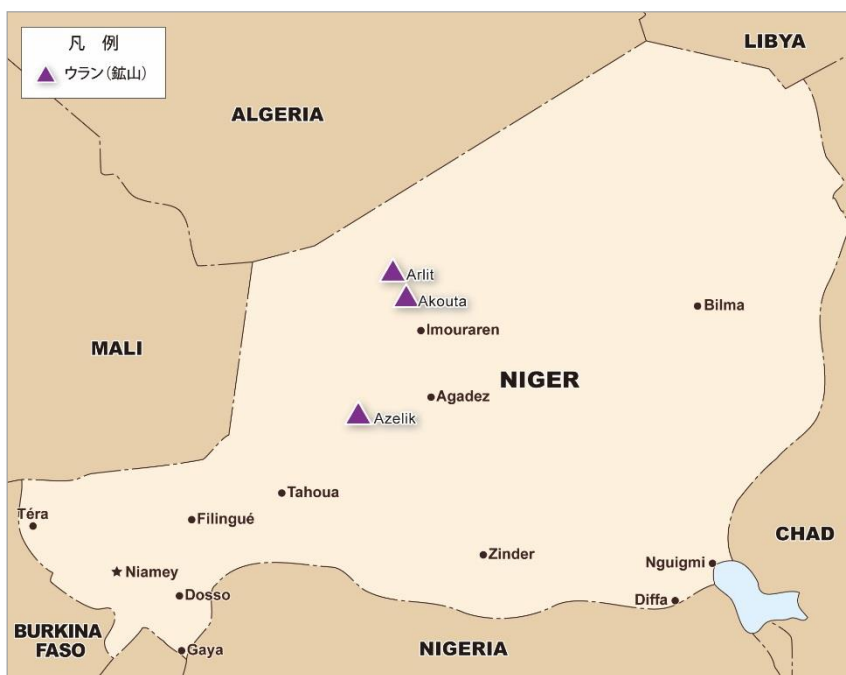 凡 例
ウラン（鉱山）
LIBYA
ALGERIA
Arlit
Akouta
Bilma
Imouraren
MALI
NIGER
Agadez
Azelik
Tahoua
Téra
Filingué
CHAD
Zinder
Nguigmi
Niamey
Dosso
Diffa
BURKINA
FASO
Gaya
NIGERIA